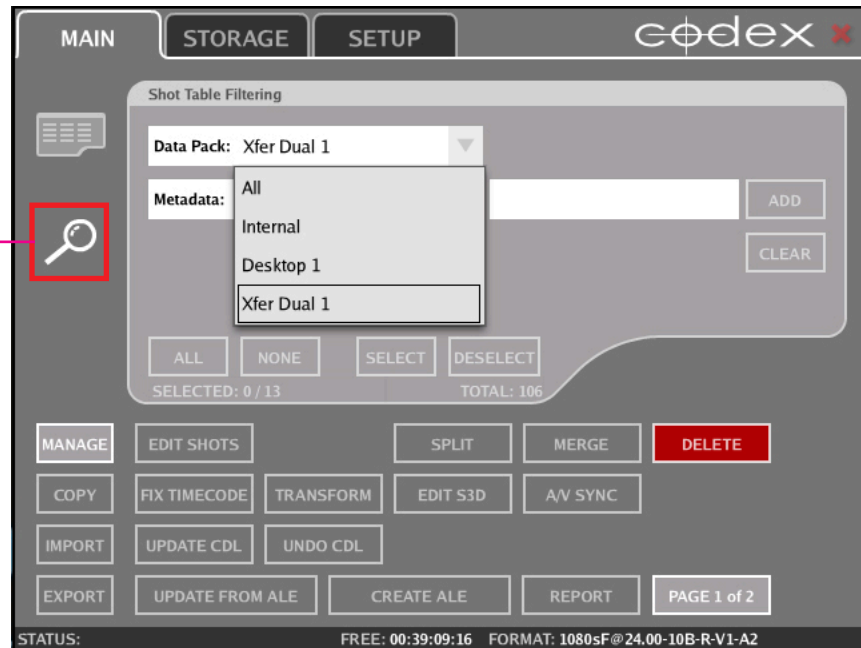 MAIN STORAGE SETUP codex
Shot Table Filtering
Data Pack: Xfer Dual 1
All
Metadata: ADD
Internal
CLEAR
Desktop 1
Xfer Dual 1
ALL NONE SELECT DESELECT
SELECTED: 0 / 13 TOTAL: 106
MANAGE EDIT SHOTS SPLIT MERGE DELETE
COPY FIX TIMECODE TRANSFORM EDIT S3D A/V SYNC
IMPORT UPDATE CDL UNDO CDL
EXPORT UPDATE FROM ALE CREATE ALE REPORT PAGE 1 of 2
STATUS: FREE: 00:39:09:16 FORMAT: 1080sF@24.00-10B-R-V1-A2